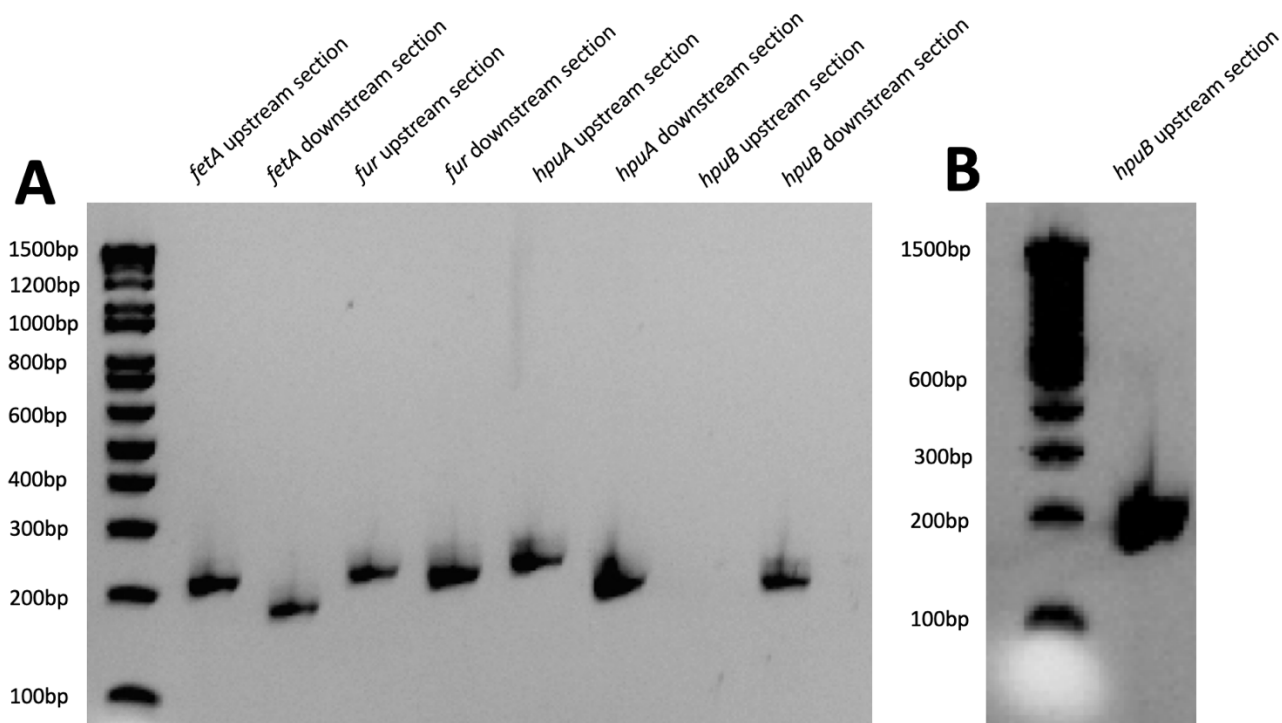 A
fetA upstream section
fetA downstream section
fur upstream section
fur downstream section
hpuA upstream section
hpuA downstream section
hpuB upstream section
hpuB downstream section
1500bp
1200bp
1000bp
800bp
600bp
400bp
300bp
200bp
100bp
B
hpuB upstream section
1500bp
600bp
300bp
200bp
100bp